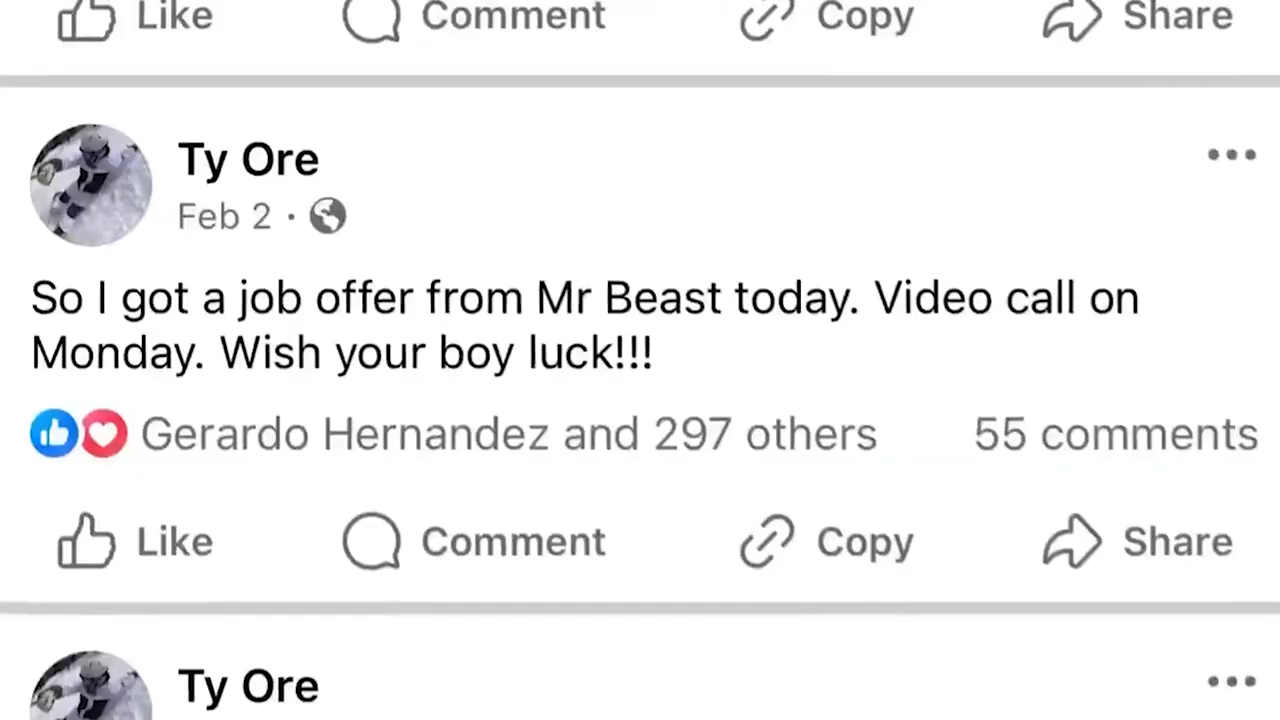 Like Comment Copy Share
Ty Ore
Feb 2 ·
So I got a job offer from Mr Beast today. Video call on
Monday. Wish your boy luck!!!
Gerardo Hernandez and 297 others 55 comments
Like Comment Copy Share
Ty Ore